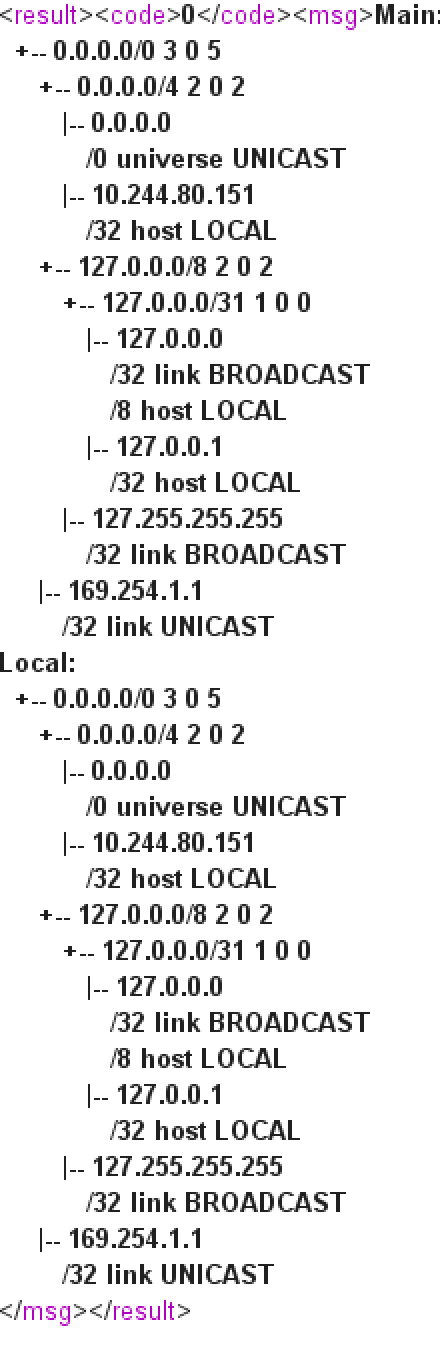 <result><code>0</code><msg>Main:
+-- 0.0.0.0/0 3 0 5
+-- 0.0.0.0/4 2 0 2
|-- 0.0.0.0
/0 universe UNICAST
|-- 10.244.80.151
/32 host LOCAL
+-- 127.0.0.0/8 2 0 2
+-- 127.0.0.0/31 1 0 0
|-- 127.0.0.0
/32 link BROADCAST
/8 host LOCAL
|-- 127.0.0.1
/32 host LOCAL
|-- 127.255.255.255
/32 link BROADCAST
|-- 169.254.1.1
/32 link UNICAST
Local:
+-- 0.0.0.0/0 3 0 5
+-- 0.0.0.0/4 2 0 2
|-- 0.0.0.0
/0 universe UNICAST
|-- 10.244.80.151
/32 host LOCAL
+-- 127.0.0.0/8 2 0 2
+-- 127.0.0.0/31 1 0 0
|-- 127.0.0.0
/32 link BROADCAST
/8 host LOCAL
|-- 127.0.0.1
/32 host LOCAL
|-- 127.255.255.255
/32 link BROADCAST
|-- 169.254.1.1
/32 link UNICAST
</msg></result>